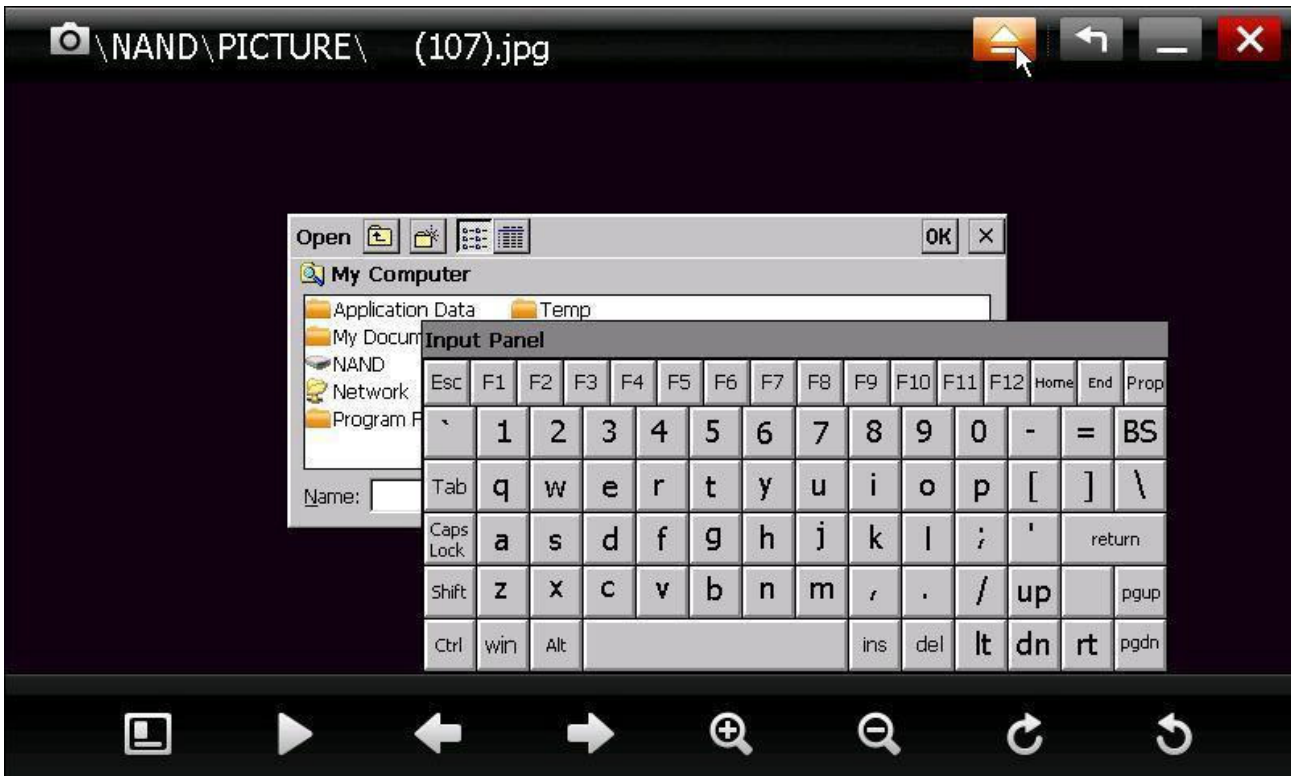 \NAND\PICTURE\ (107).jpg
Open OK ×
My Computer
Application Data Temp
My Docum
NAND
Network
Program F
Name:
Input Panel
Esc F1 F2 F3 F4 F5 F6 F7 F8 F9 F10 F11 F12 Home End Prop
` 1 2 3 4 5 6 7 8 9 0 - = BS
Tab q w e r t y u i o p [ ] \
Caps Lock a s d f g h j k l ; ' return
Shift z x c v b n m , . / up pgup
Ctrl win Alt ins del lt dn rt pgdn